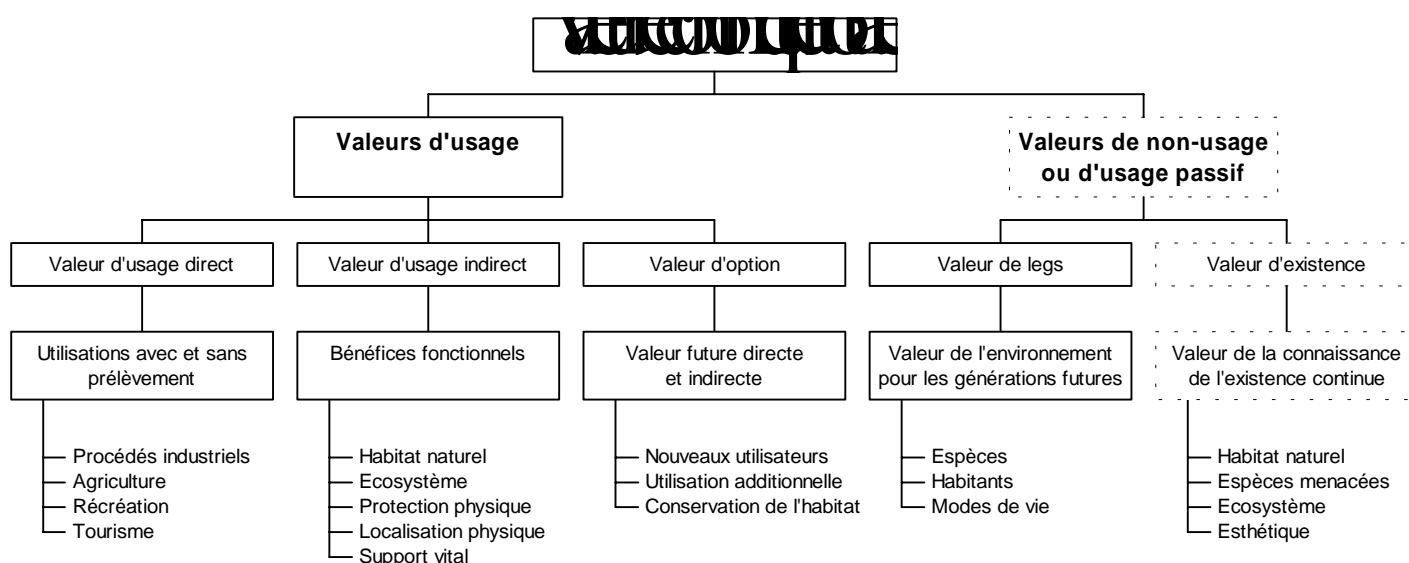 Valeurs d'usage
Valeurs de non-usage
ou d'usage passif
Valeur d'usage direct
Valeur d'usage indirect
Valeur d'option
Valeur de legs
Valeur d'existence
Utilisations avec et sans
prélèvement
Bénéfices fonctionnels
Valeur future directe
et indirecte
Valeur de l'environnement
pour les générations futures
Valeur de la connaissance
de l'existence continue
Procédés industriels
Agriculture
Récréation
Tourisme
Habitat naturel
Ecosystème
Protection physique
Localisation physique
Support vital
Nouveaux utilisateurs
Utilisation additionnelle
Conservation de l'habitat
Espèces
Habitants
Modes de vie
Habitat naturel
Espèces menacées
Ecosystème
Esthétique